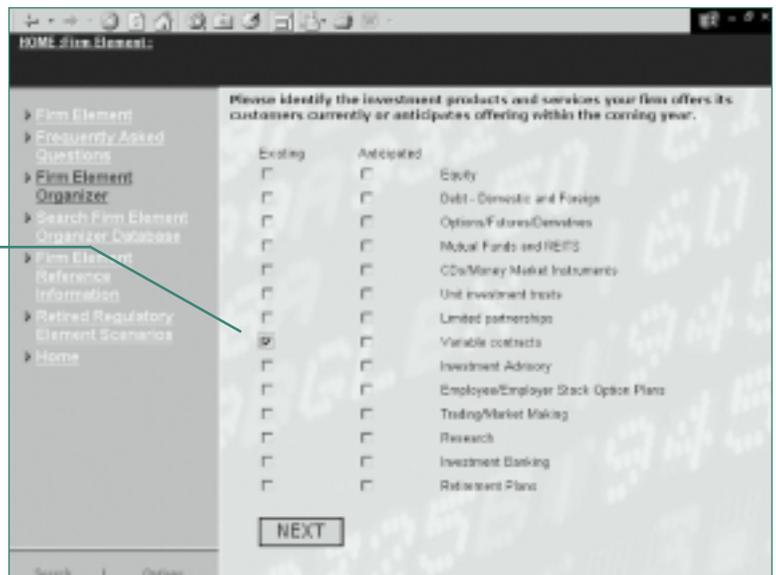 HOME :Firm Element:
Firm Element
Frequently Asked
Questions
Firm Element
Organizer
Search Firm Element
Organizer Database
Firm Element
Reference
Information
Retired Regulatory
Element Scenarios
Home
Search | Options
Please identify the investment products and services your firm offers its
customers currently or anticipates offering within the coming year.
Existing Anticipated
Equity
Debt - Domestic and Foreign
Options/Futures/Derivatives
Mutual Funds and REITS
CDs/Money Market Instruments
Unit investment trusts
Limited partnerships
Variable contracts
Investment Advisory
Employee/Employer Stock Option Plans
Trading/Market Making
Research
Investment Banking
Retirement Plans
NEXT